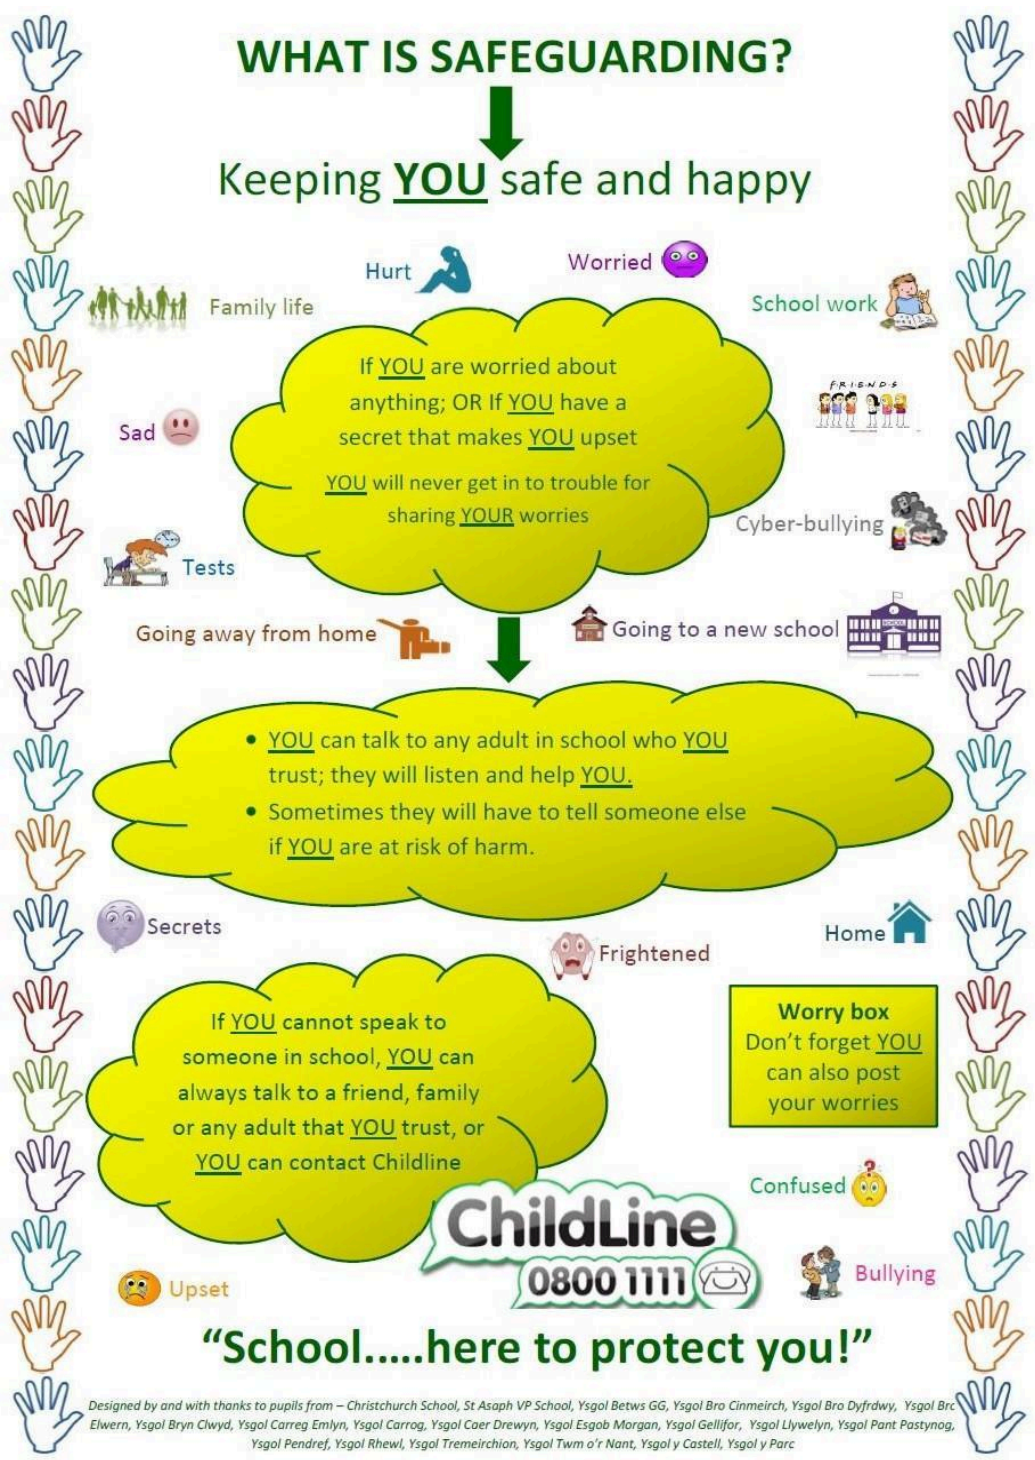 WHAT IS SAFEGUARDING?
Keeping YOU safe and happy
Hurt
Worried
Family life
School work
If YOU are worried about
anything; OR If YOU have a
secret that makes YOU upset
YOU will never get in to trouble for
sharing YOUR worries
F•R•I•E•N•D•S
Sad
Cyber-bullying
Tests
Going away from home
Going to a new school
SCHOOL
• YOU can talk to any adult in school who YOU
trust; they will listen and help YOU.
• Sometimes they will have to tell someone else
if YOU are at risk of harm.
Secrets
Frightened
Home
If YOU cannot speak to
someone in school, YOU can
always talk to a friend, family
or any adult that YOU trust, or
YOU can contact Childline
Worry box
Don't forget YOU
can also post
your worries
Confused
ChildLine
0800 1111
Upset
Bullying
“School.....here to protect you!”
Designed by and with thanks to pupils from – Christchurch School, St Asaph VP School, Ysgol Betws GG, Ysgol Bro Cinmeirch, Ysgol Bro Dyfrdwy, Ysgol Bro
Elwern, Ysgol Bryn Clwyd, Ysgol Carreg Emlyn, Ysgol Carrog, Ysgol Caer Drewyn, Ysgol Esgob Morgan, Ysgol Gellifor, Ysgol Llywelyn, Ysgol Pant Pastynog,
Ysgol Pendref, Ysgol Rhewl, Ysgol Tremeirchion, Ysgol Twm o'r Nant, Ysgol y Castell, Ysgol y Parc